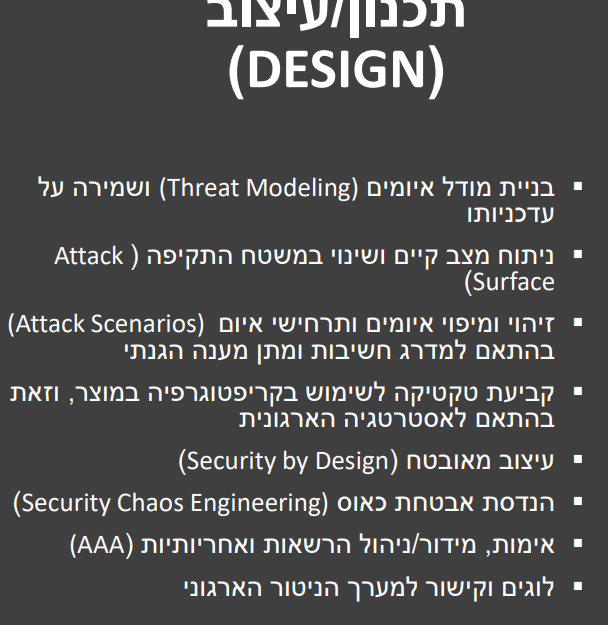 תכנון/עיצוב
(DESIGN)
▪ בניית מודל איומים (Threat Modeling) ושמירה על
עדכניותו
▪ ניתוח מצב קיים ושינוי במשטח התקיפה (Attack
Surface)
▪ זיהוי ומיפוי איומים ותרחישי איום (Attack Scenarios)
בהתאם למדרג חשיבות ומתן מענה הגנתי
▪ קביעת טקטיקה לשימוש בקריפטוגרפיה במוצר, וזאת
בהתאם לאסטרטגיה הארגונית
▪ עיצוב מאובטח (Security by Design)
▪ הנדסת אבטחת כאוס (Security Chaos Engineering)
▪ אימות, מידור/ניהול הרשאות ואחריותיות (AAA)
▪ לוגים וקישור למערך הניטור הארגוני